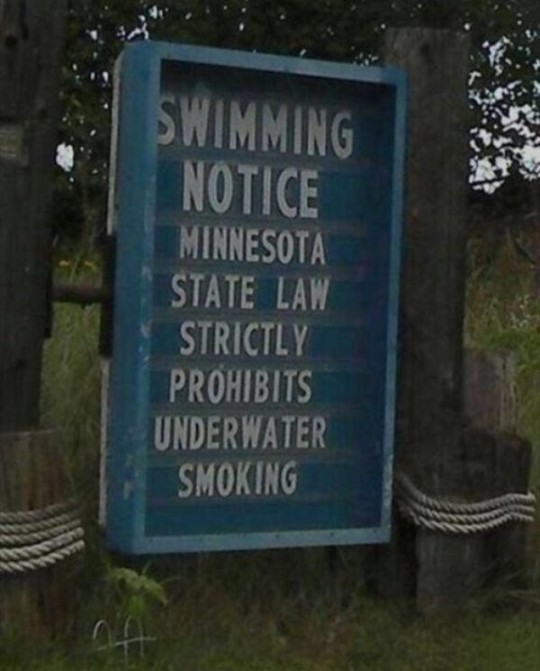 SWIMMING
NOTICE
MINNESOTA
STATE LAW
STRICTLY
PROHIBITS
UNDERWATER
SMOKING